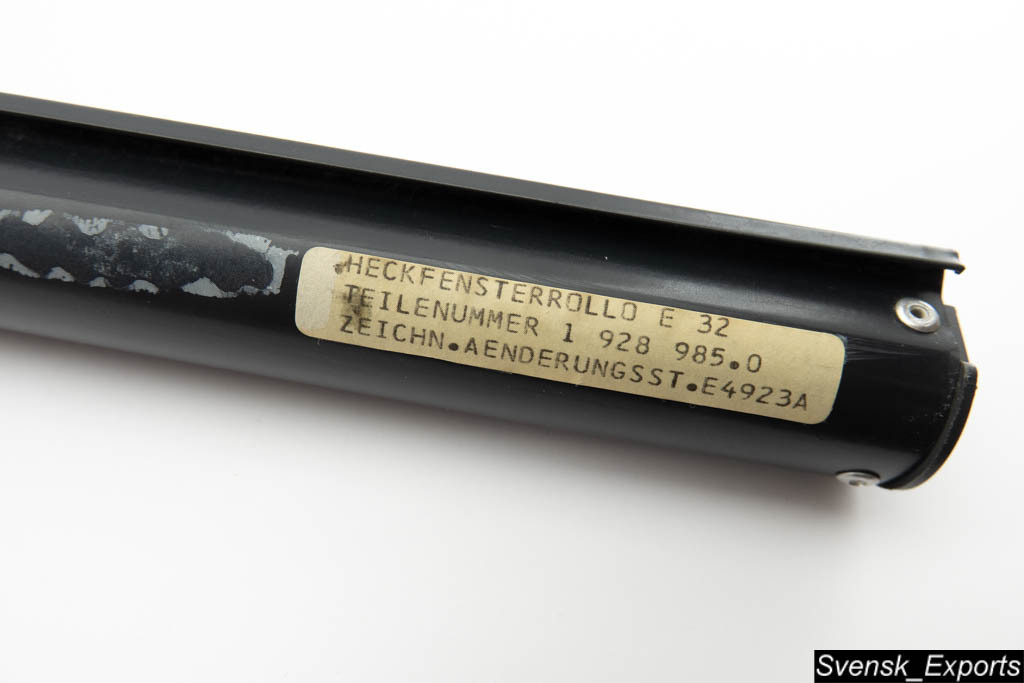 HECKFENSTERROLLO E 32
TEILENUMMER 1 928 985.0
ZEICHN.AENDERUNGSST.E4923A
Svensk_Exports